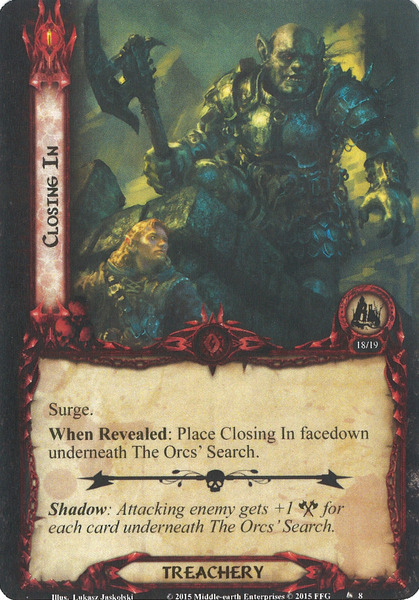 Closing In
18/19
Surge.
When Revealed: Place Closing In facedown
underneath The Orcs' Search.
Shadow: Attacking enemy gets +1 for
each card underneath The Orcs' Search.
TREACHERY
Illus. Lukasz Jaskolski © 2015 Middle-earth Enterprises © 2015 FFG 8